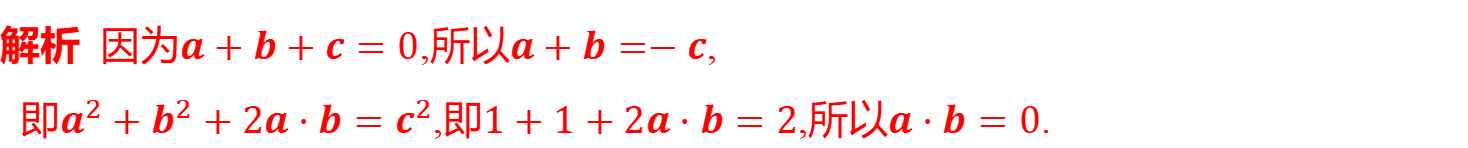 解析 因为a + b + c = 0,所以a + b =− c,
即a² + b² + 2a · b = c²,即1 + 1 + 2a · b = 2,所以a · b = 0.